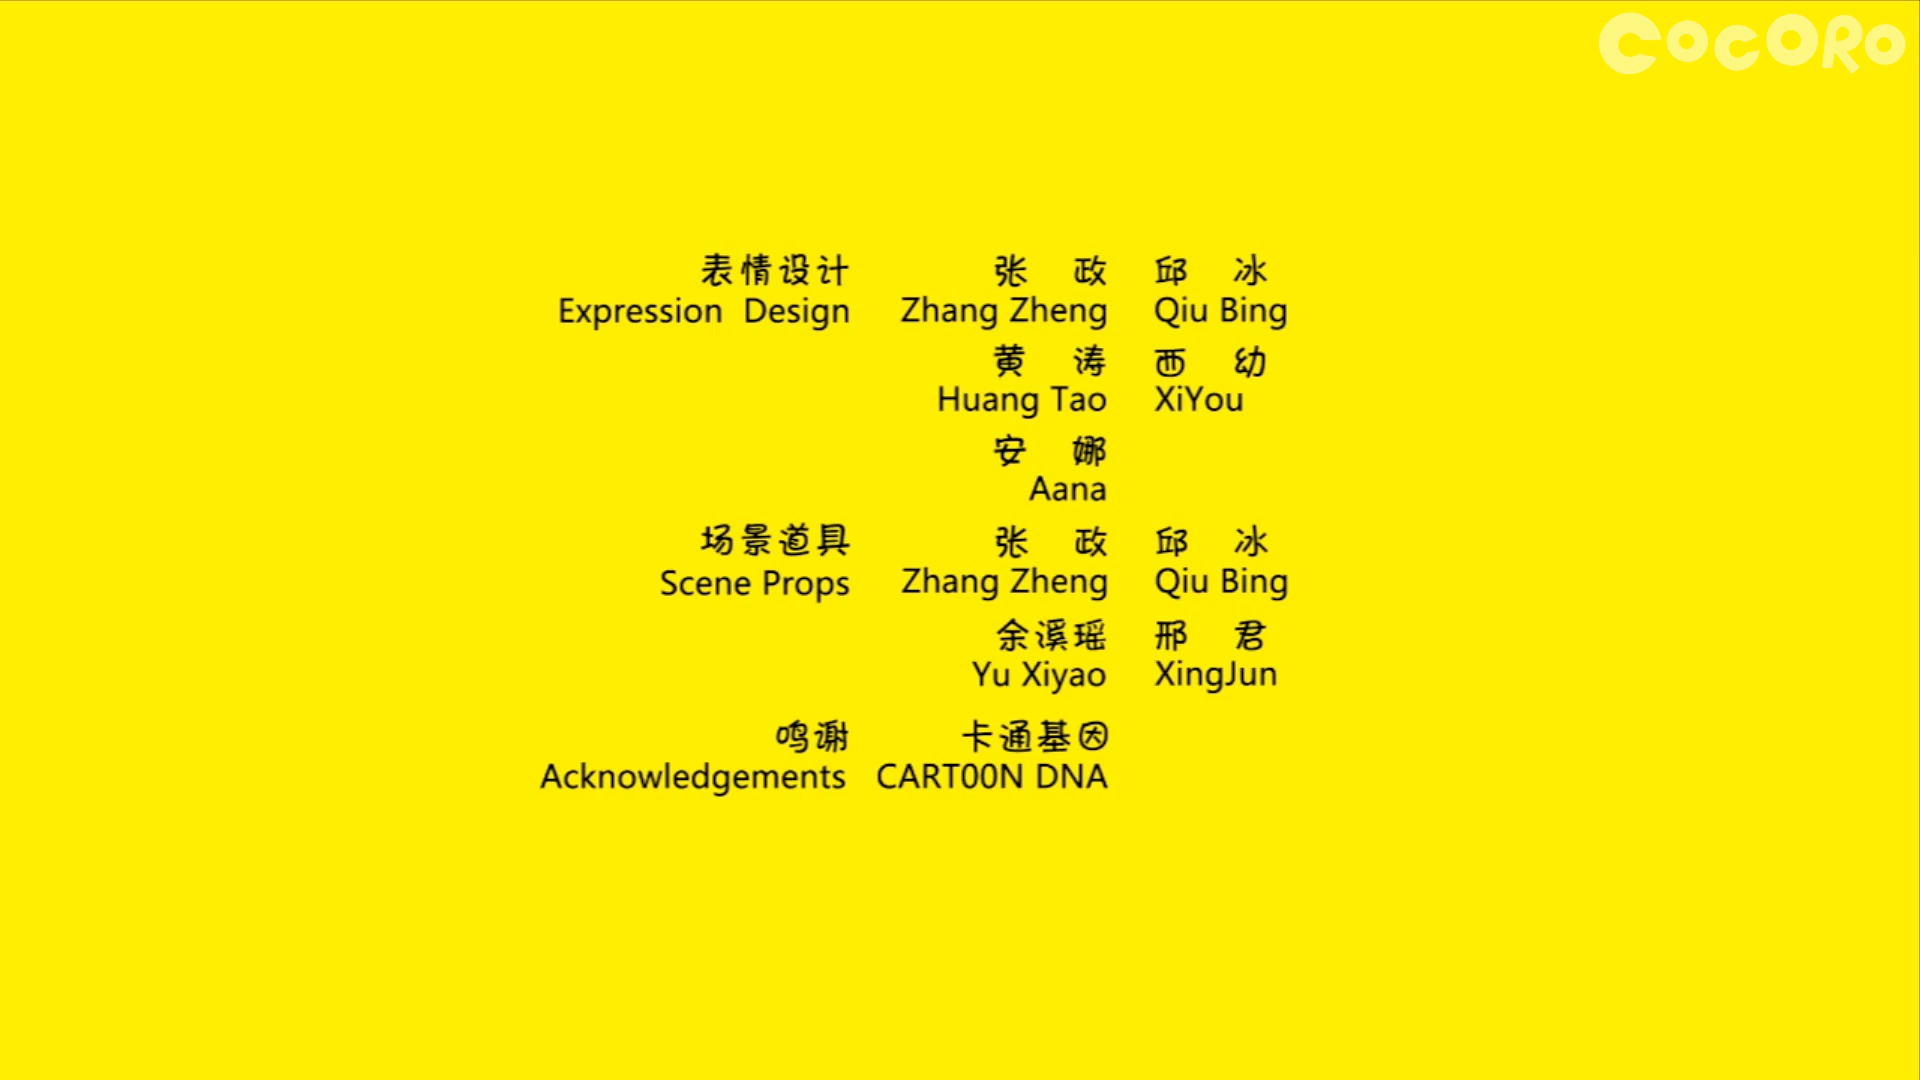 CoCORo
表情设计 张 政 邱 冰
Expression Design Zhang Zheng Qiu Bing
黄 涛 西 幼
Huang Tao XiYou
安 娜
Aana
场景道具 张 政 邱 冰
Scene Props Zhang Zheng Qiu Bing
余溪瑶 邢 君
Yu Xiyao XingJun
鸣谢 卡通基因
Acknowledgements CART00N DNA